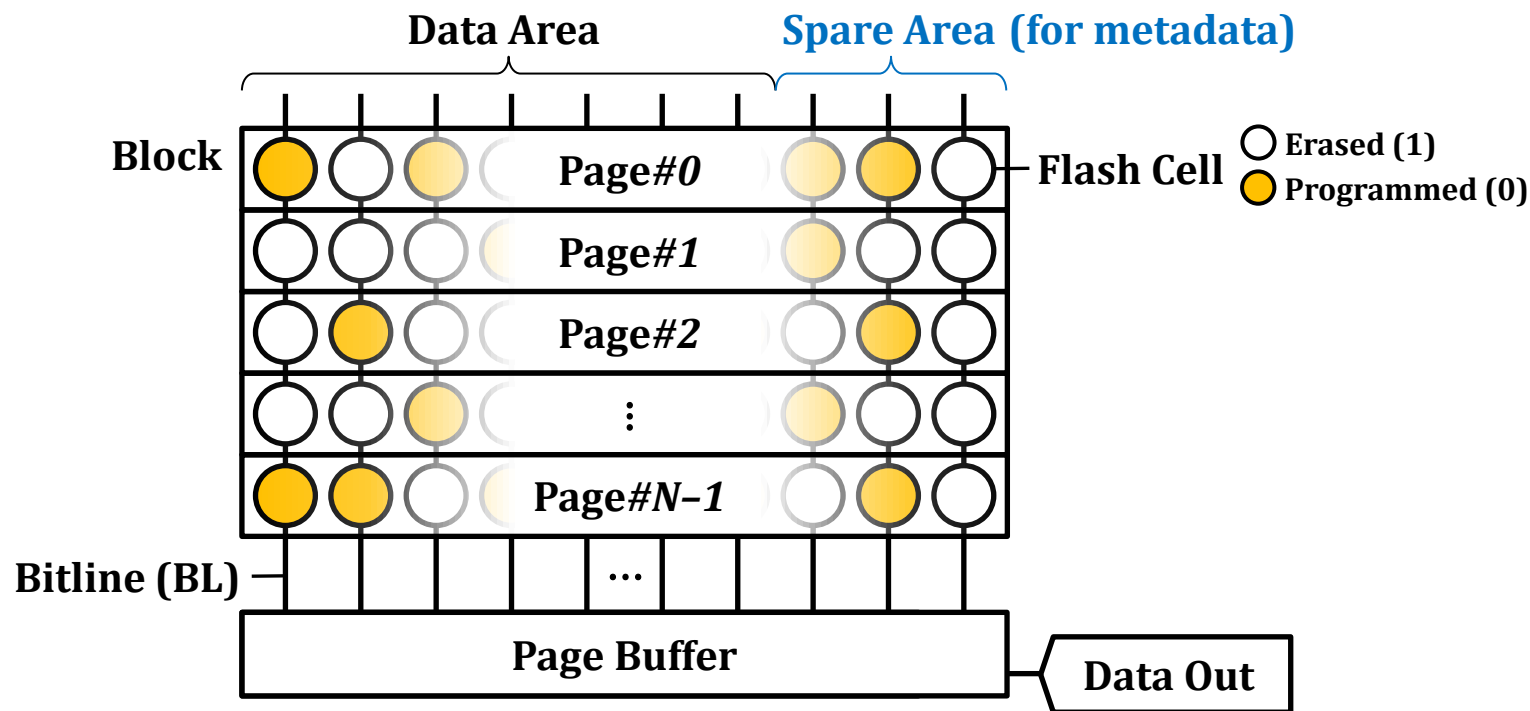 Data Area
Spare Area (for metadata)
Block
Page#0
Flash Cell
Erased (1)
Programmed (0)
Page#1
Page#2
⋮
Page#N–1
Bitline (BL)
...
Page Buffer
Data Out